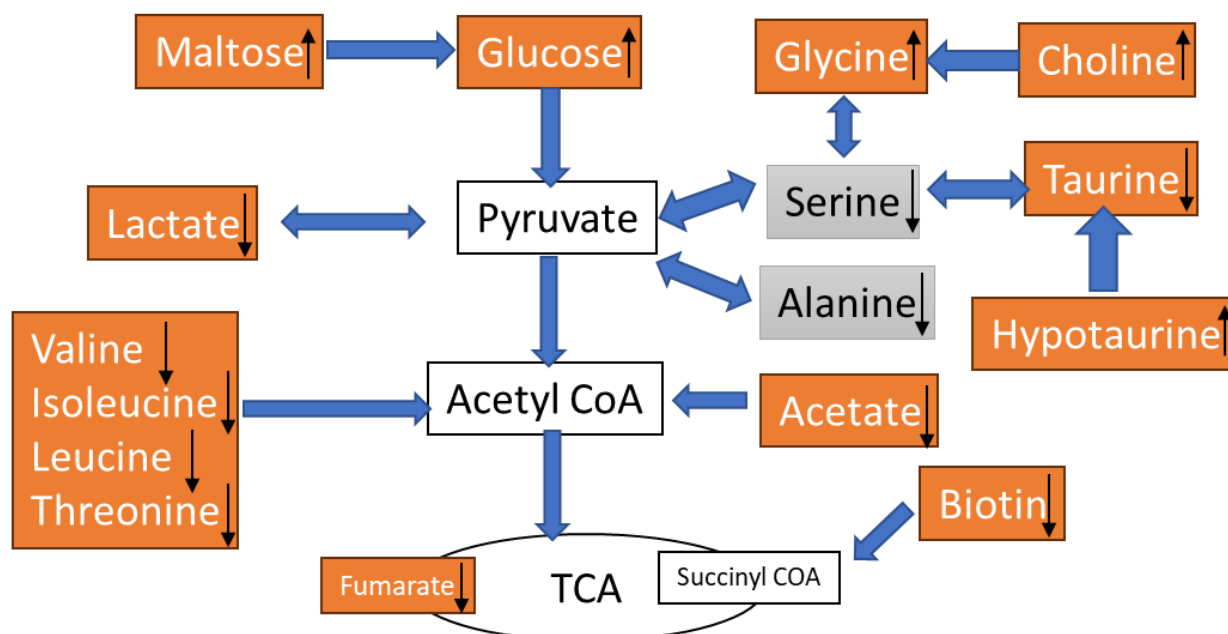 Maltose
Glucose
Glycine
Choline
Lactate
Pyruvate
Serine
Taurine
Alanine
Hypotaurine
Valine
Isoleucine
Leucine
Threonine
Acetyl CoA
Acetate
Biotin
Fumarate
TCA
Succinyl COA